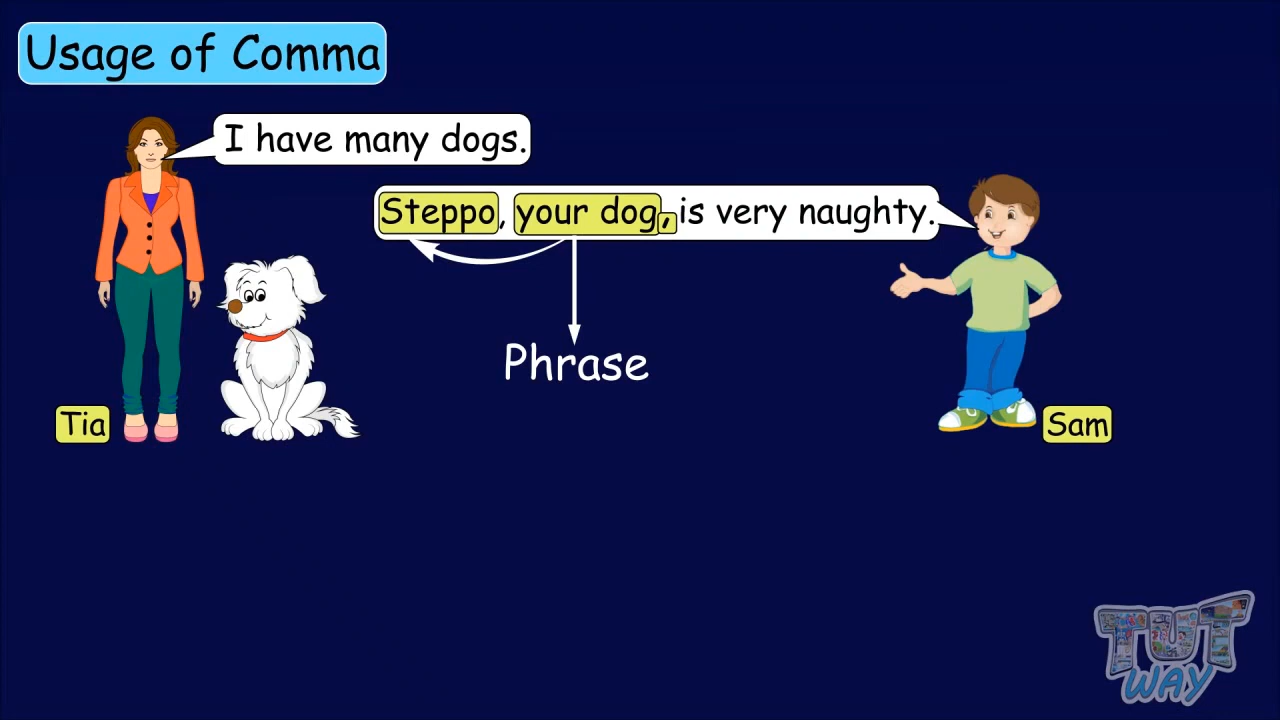 Usage of Comma
I have many dogs.
Steppo, your dog, is very naughty.
Phrase
Tia
Sam
TUT
WAY